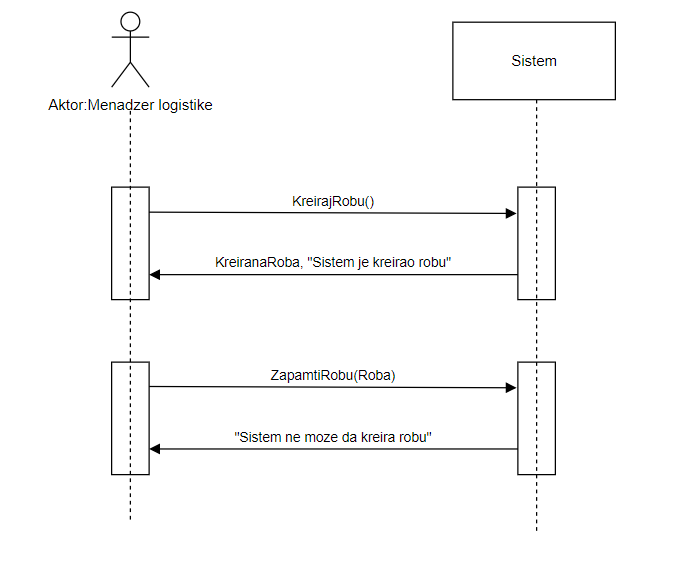 Sistem
Aktor:Menadzer logistike
KreirajRobu()
KreiranaRoba, "Sistem je kreirao robu"
ZapamtiRobu(Roba)
"Sistem ne moze da kreira robu"